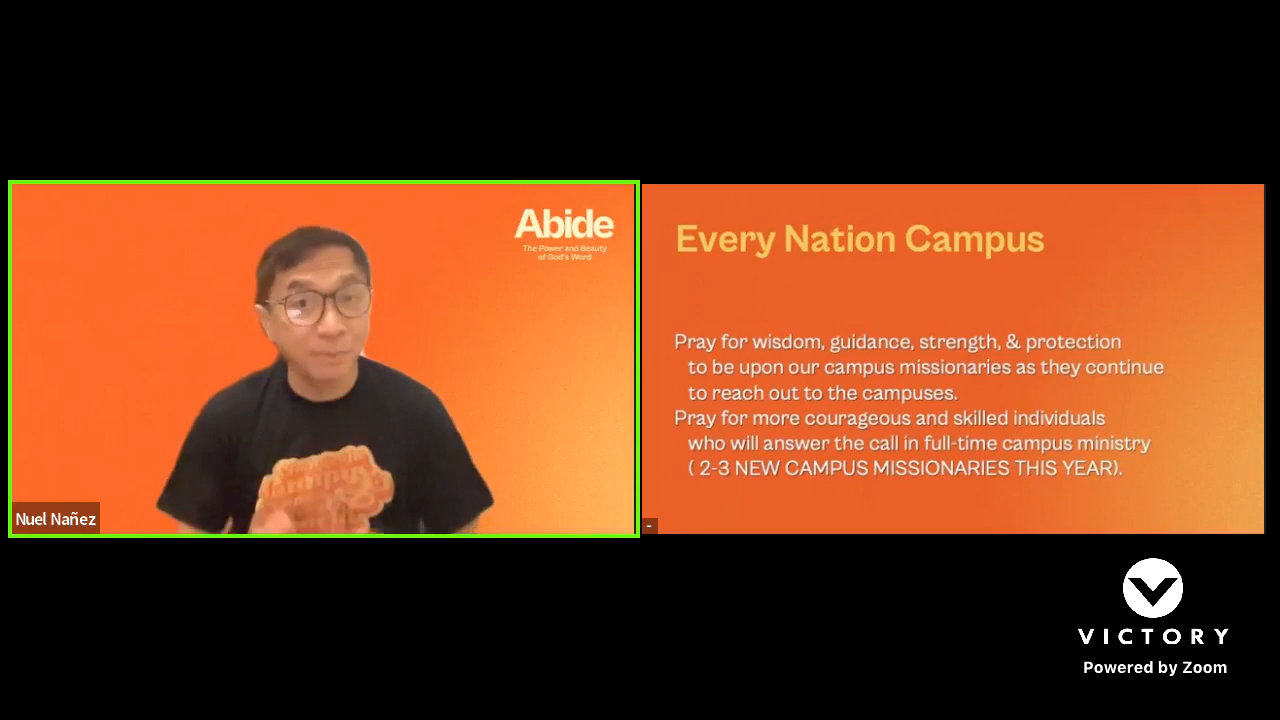 Abide
The Power and Beauty
of God's Word
Nuel Nañez
Every Nation Campus
Pray for wisdom, guidance, strength, & protection
to be upon our campus missionaries as they continue
to reach out to the campuses.
Pray for more courageous and skilled individuals
who will answer the call in full-time campus ministry
( 2-3 NEW CAMPUS MISSIONARIES THIS YEAR).
-
VICTORY
Powered by Zoom